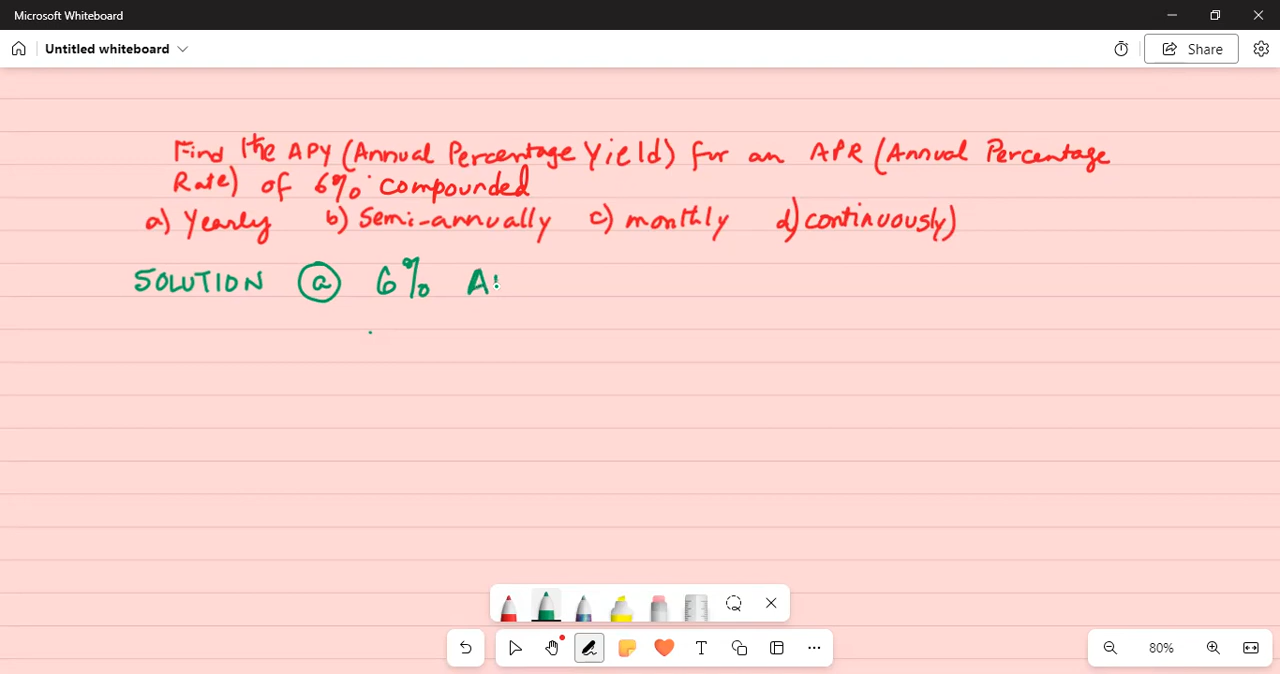 Microsoft Whiteboard
Untitled whiteboard
Share
Find the APY (Annual Percentage Yield) for an APR (Annual Percentage
Rate) of 6% compounded
a) Yearly b) Semi-annually c) monthly d) continuously)
SOLUTION (a) 6% A
80%